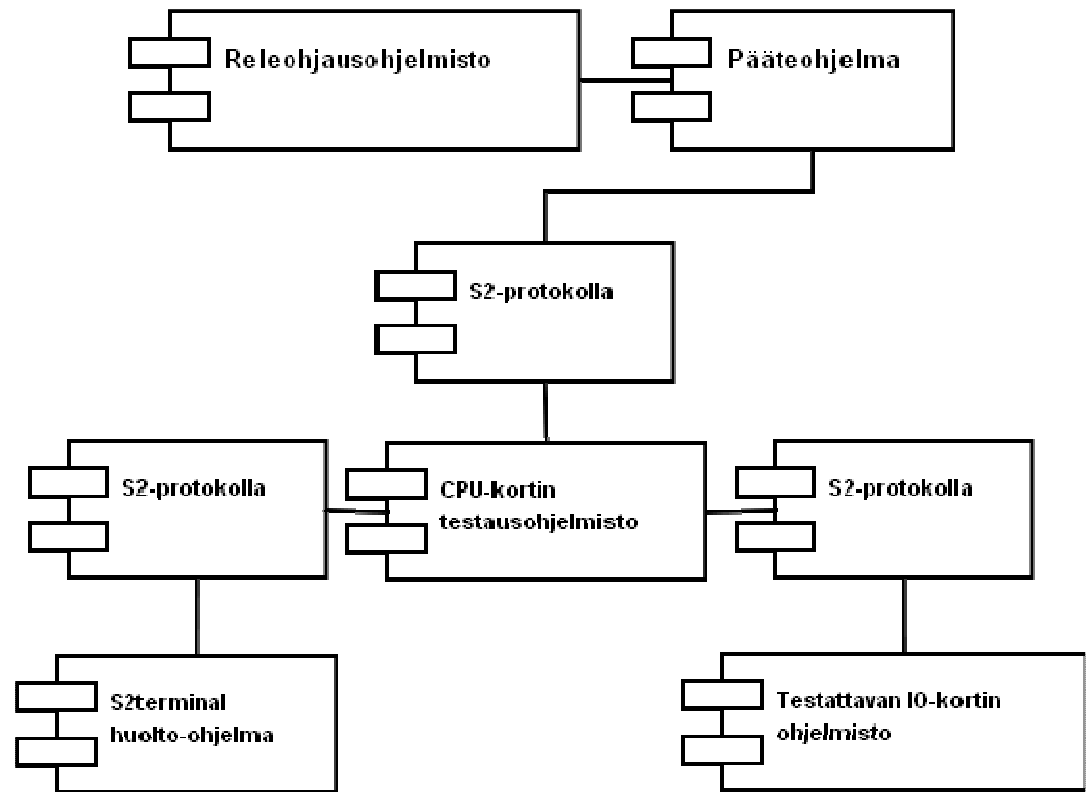 Releohjausohjelmisto
Pääteohjelma
S2-protokolla
S2-protokolla
CPU-kortin
testausohjelmisto
S2-protokolla
S2terminal
huolto-ohjelma
Testattavan IO-kortin
ohjelmisto